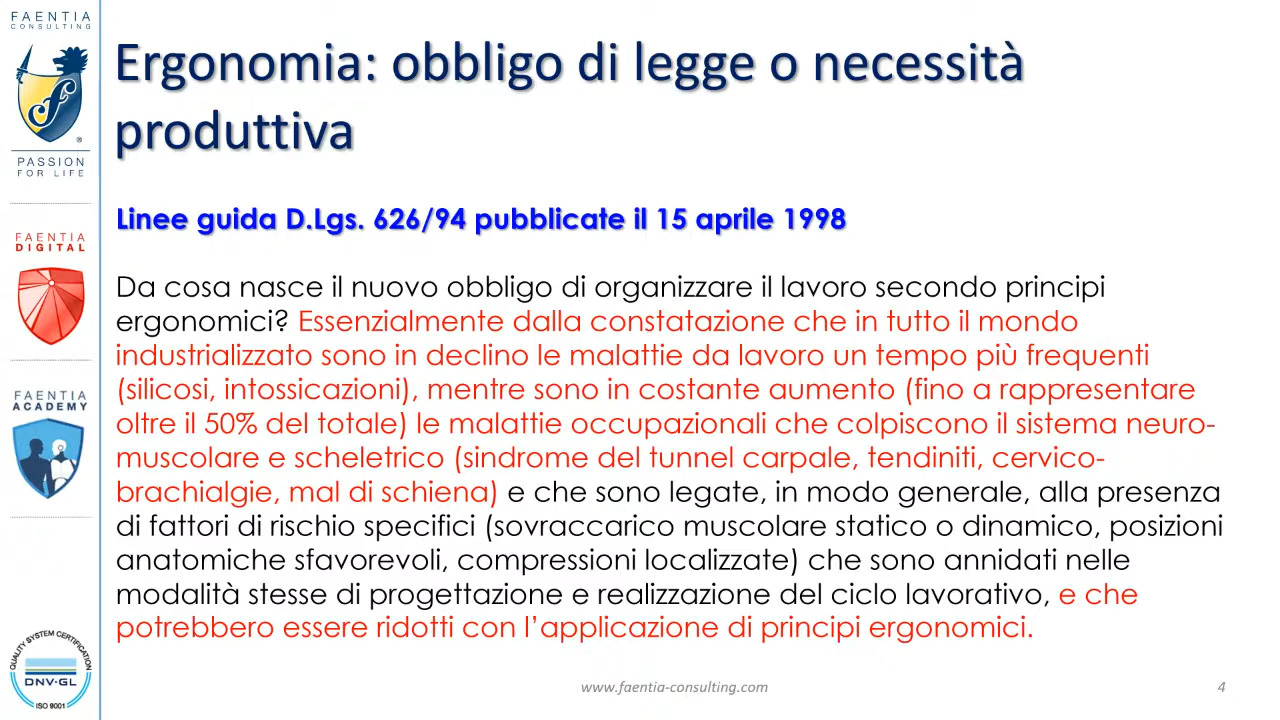 FAENTIA
CONSULTING
PASSION
FOR LIFE
FAENTIA
DIGITAL
FAENTIA
ACADEMY
QUALITY SYSTEM CERTIFICATION
DNV·GL
ISO 9001
Ergonomia: obbligo di legge o necessità
produttiva
Linee guida D.Lgs. 626/94 pubblicate il 15 aprile 1998
Da cosa nasce il nuovo obbligo di organizzare il lavoro secondo principi
ergonomici? Essenzialmente dalla constatazione che in tutto il mondo
industrializzato sono in declino le malattie da lavoro un tempo più frequenti
(silicosi, intossicazioni), mentre sono in costante aumento (fino a rappresentare
oltre il 50% del totale) le malattie occupazionali che colpiscono il sistema neuro-
muscolare e scheletrico (sindrome del tunnel carpale, tendiniti, cervico-
brachialgie, mal di schiena) e che sono legate, in modo generale, alla presenza
di fattori di rischio specifici (sovraccarico muscolare statico o dinamico, posizioni
anatomiche sfavorevoli, compressioni localizzate) che sono annidati nelle
modalità stesse di progettazione e realizzazione del ciclo lavorativo, e che
potrebbero essere ridotti con l’applicazione di principi ergonomici.
www.faentia-consulting.com
4